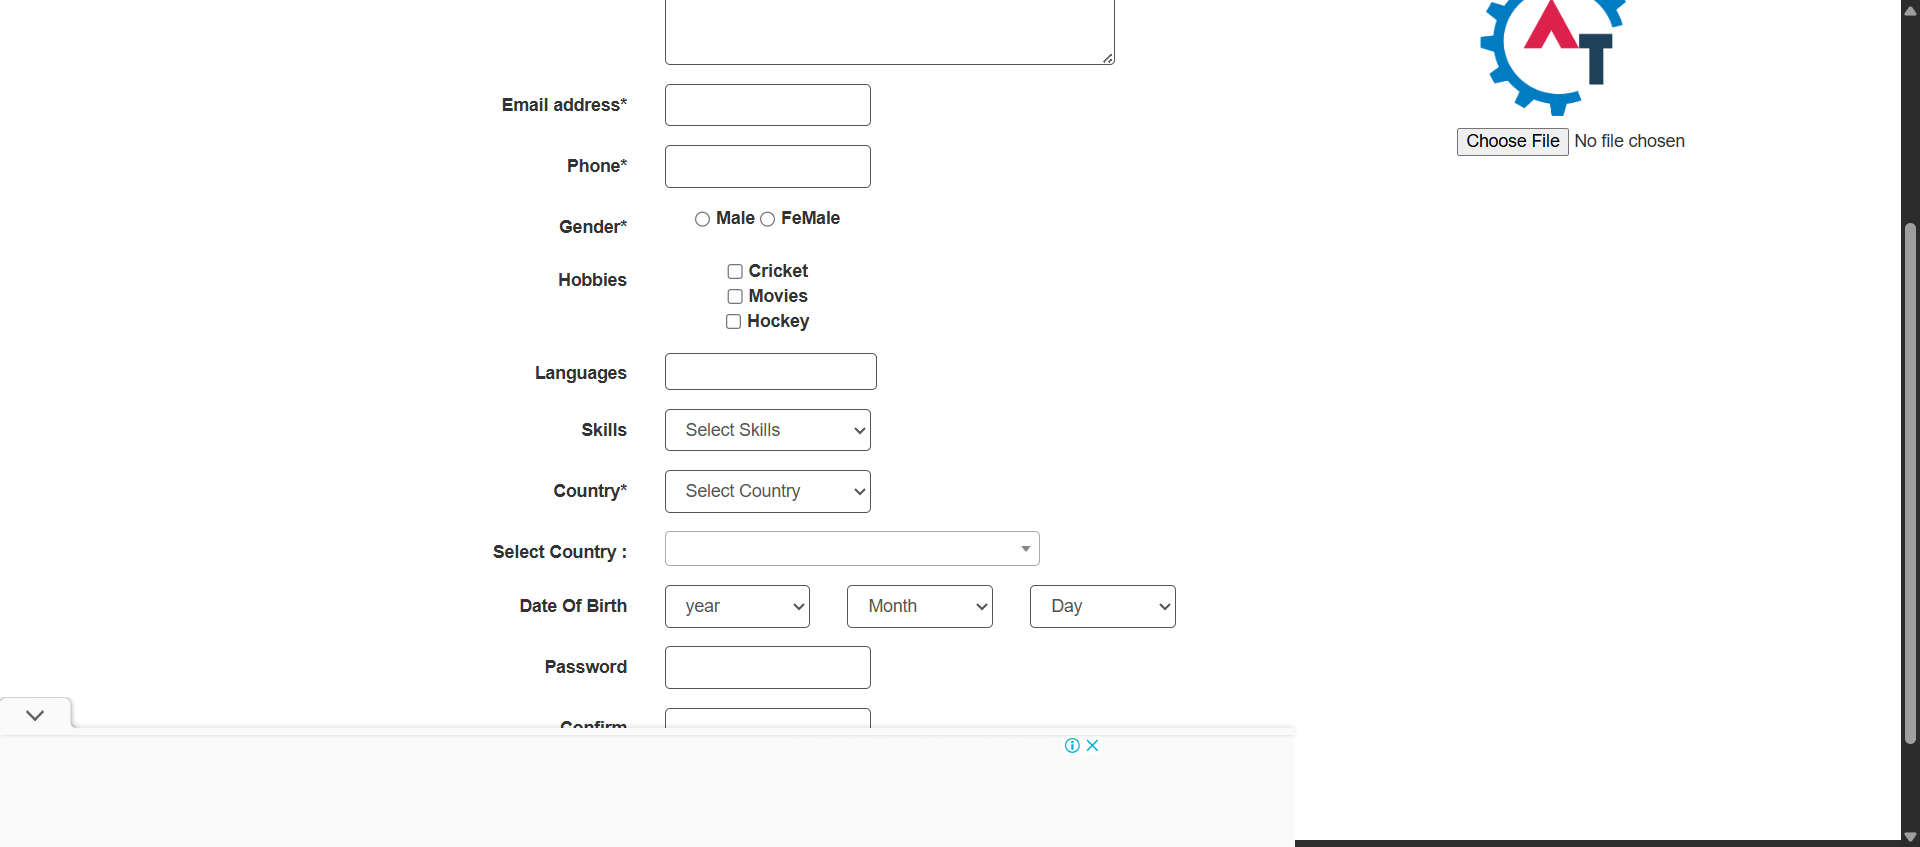 Email address*
Phone*
Gender* Male FeMale
Hobbies Cricket
Movies
Hockey
Languages
Skills Select Skills
Country* Select Country
Select Country :
Date Of Birth year Month Day
Password
Confirm
AT
Choose File No file chosen